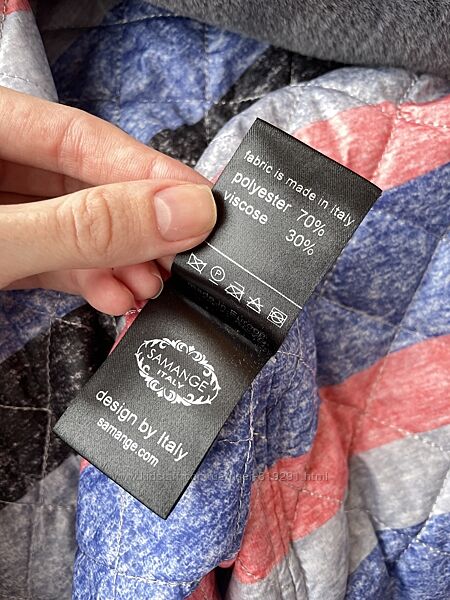 fabric is made in Italy
polyester 70%
viscose 30%
P
SAMANGE
ITALY
design by Italy
samange.com